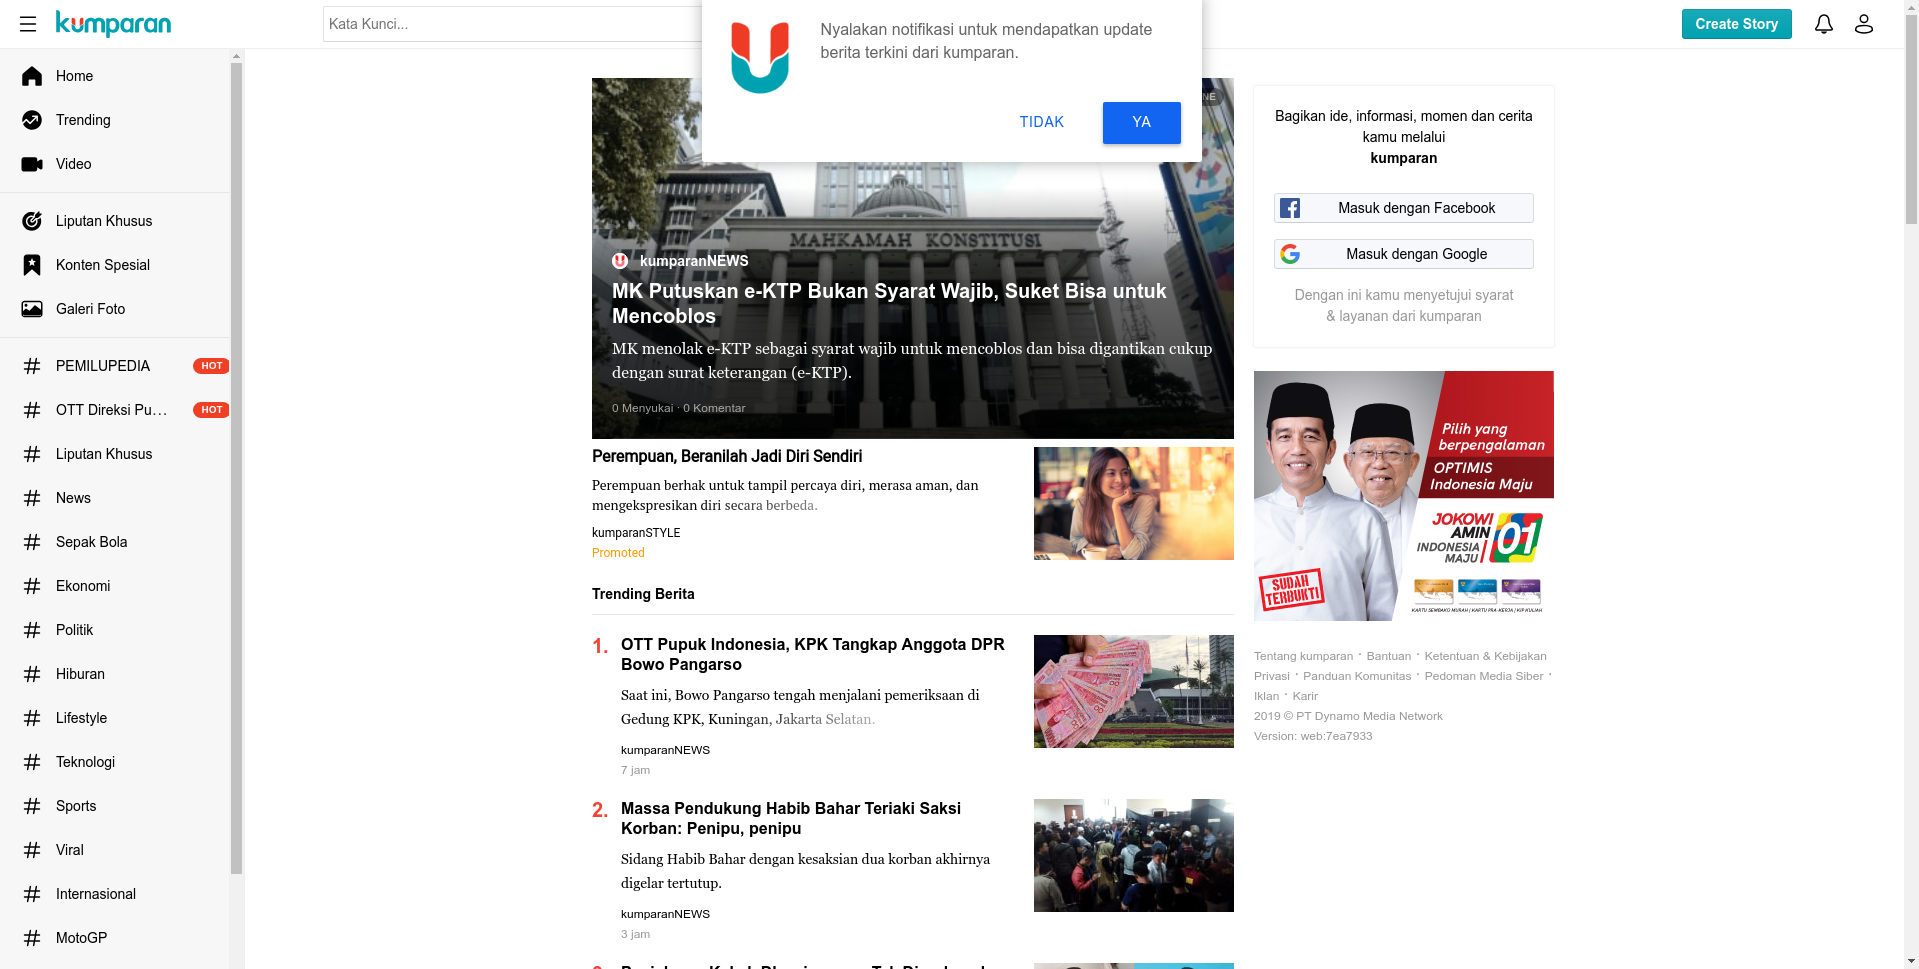 kumparan
Kata Kunci...
Nyalakan notifikasi untuk mendapatkan update
berita terkini dari kumparan.
TIDAK
YA
Create Story
Home
Trending
Video
Liputan Khusus
Konten Spesial
Galeri Foto
PEMILUPEDIA
HOT
OTT Direksi Pu...
HOT
Liputan Khusus
News
Sepak Bola
Ekonomi
Politik
Hiburan
Lifestyle
Teknologi
Sports
Viral
Internasional
MotoGP
NE
MAHKAMAH KONSTITUSI
kumparanNEWS
MK Putuskan e-KTP Bukan Syarat Wajib, Suket Bisa untuk
Mencoblos
MK menolak e-KTP sebagai syarat wajib untuk mencoblos dan bisa digantikan cukup
dengan surat keterangan (e-KTP).
0 Menyukai · 0 Komentar
Perempuan, Beranilah Jadi Diri Sendiri
Perempuan berhak untuk tampil percaya diri, merasa aman, dan
mengekspresikan diri secara berbeda.
kumparanSTYLE
Promoted
Trending Berita
1.
OTT Pupuk Indonesia, KPK Tangkap Anggota DPR
Bowo Pangarso
Saat ini, Bowo Pangarso tengah menjalani pemeriksaan di
Gedung KPK, Kuningan, Jakarta Selatan.
kumparanNEWS
7 jam
2.
Massa Pendukung Habib Bahar Teriaki Saksi
Korban: Penipu, penipu
Sidang Habib Bahar dengan kesaksian dua korban akhirnya
digelar tertutup.
kumparanNEWS
3 jam
Bagikan ide, informasi, momen dan cerita
kamu melalui
kumparan
Masuk dengan Facebook
Masuk dengan Google
Dengan ini kamu menyetujui syarat
& layanan dari kumparan
Pilih yang
berpengalaman
OPTIMIS
Indonesia Maju
JOKOWI
AMIN
INDONESIA
MAJU
01
SUDAH
TERBUKTI
KARTU SEMBAKO MURAH | KARTU PRA-KERJA | KIP KULIAH
Tentang kumparan · Bantuan · Ketentuan & Kebijakan
Privasi · Panduan Komunitas · Pedoman Media Siber ·
Iklan · Karir
2019 © PT Dynamo Media Network
Version: web:7ea7933